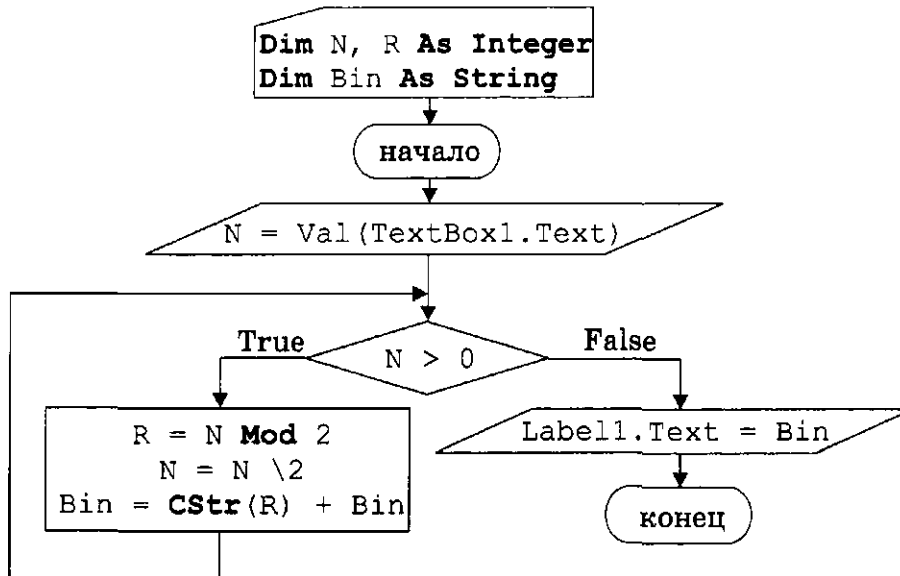 Dim N, R As Integer
Dim Bin As String
начало
N = Val(TextBox1.Text)
True
N > 0
False
R = N Mod 2
N = N \2
Bin = CStr(R) + Bin
Label1.Text = Bin
конец